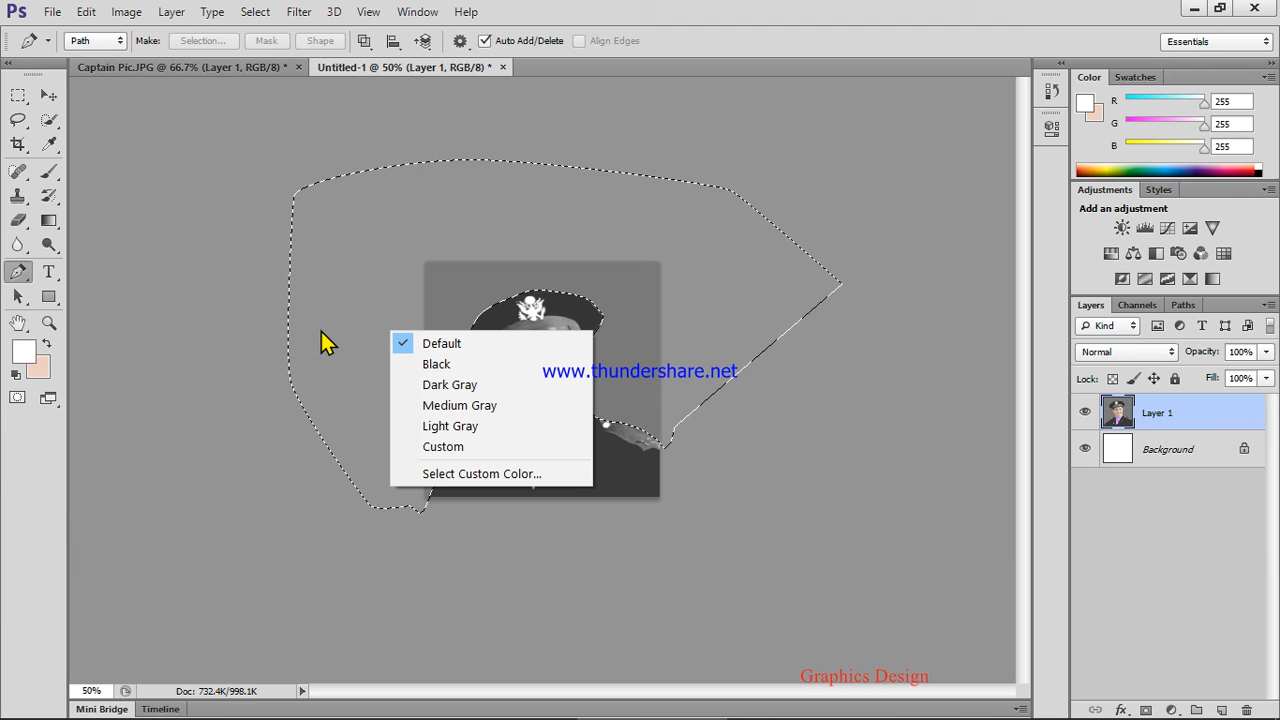 Ps File Edit Image Layer Type Select Filter 3D View Window Help
Path Make: Selection... Mask Shape Auto Add/Delete Align Edges Essentials
Captain Pic.JPG @ 66.7% (Layer 1, RGB/8) * × Untitled-1 @ 50% (Layer 1, RGB/8) * ×
Color Swatches
R 255
G 255
B 255
Adjustments Styles
Add an adjustment
Layers Channels Paths
Kind
Normal Opacity: 100%
Lock: Fill: 100%
Layer 1
Background
Default
Black
Dark Gray
Medium Gray
Light Gray
Custom
Select Custom Color...
www.thundershare.net
Graphics Design
50% Doc: 732.4K/998.1K
Mini Bridge Timeline